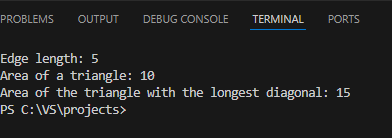 PROBLEMS OUTPUT DEBUG CONSOLE TERMINAL PORTS
Edge length: 5
Area of a triangle: 10
Area of the triangle with the longest diagonal: 15
PS C:\VS\projects>